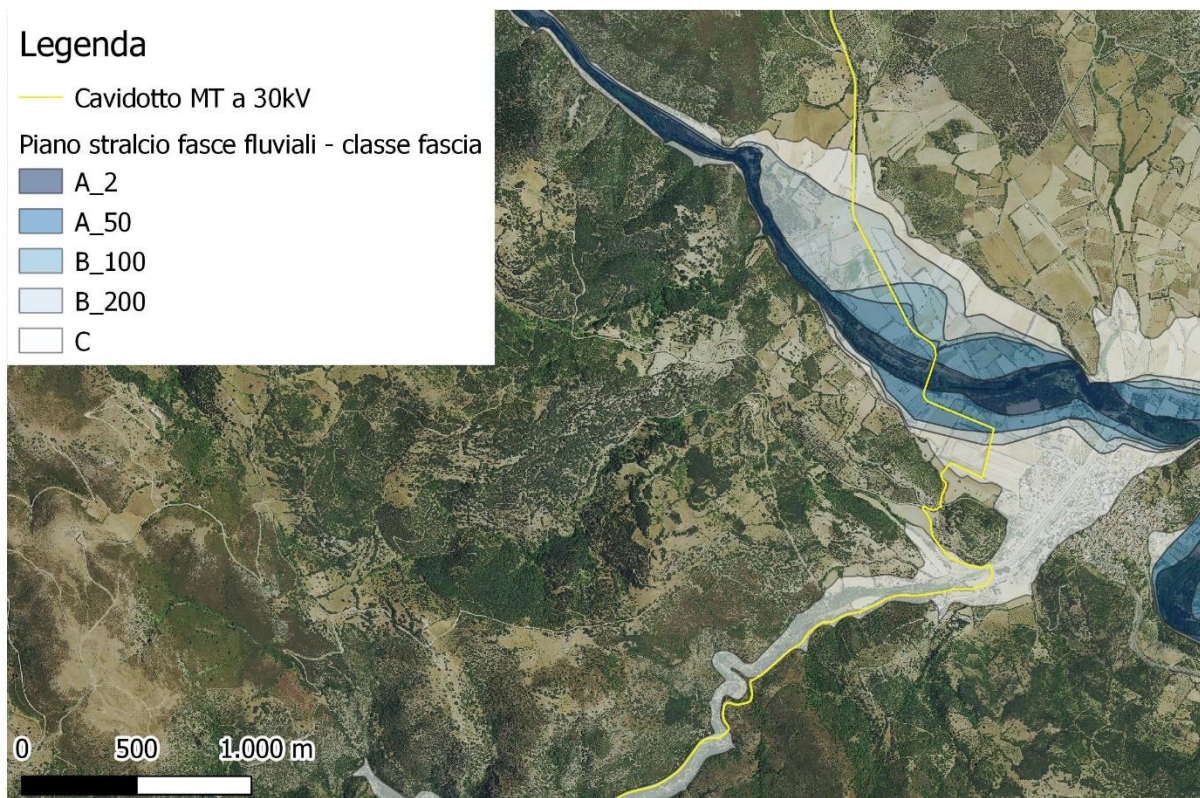 Legenda
Cavidotto MT a 30kV
Piano stralcio fasce fluviali - classe fascia
A_2
A_50
B_100
B_200
C
0 500 1.000 m